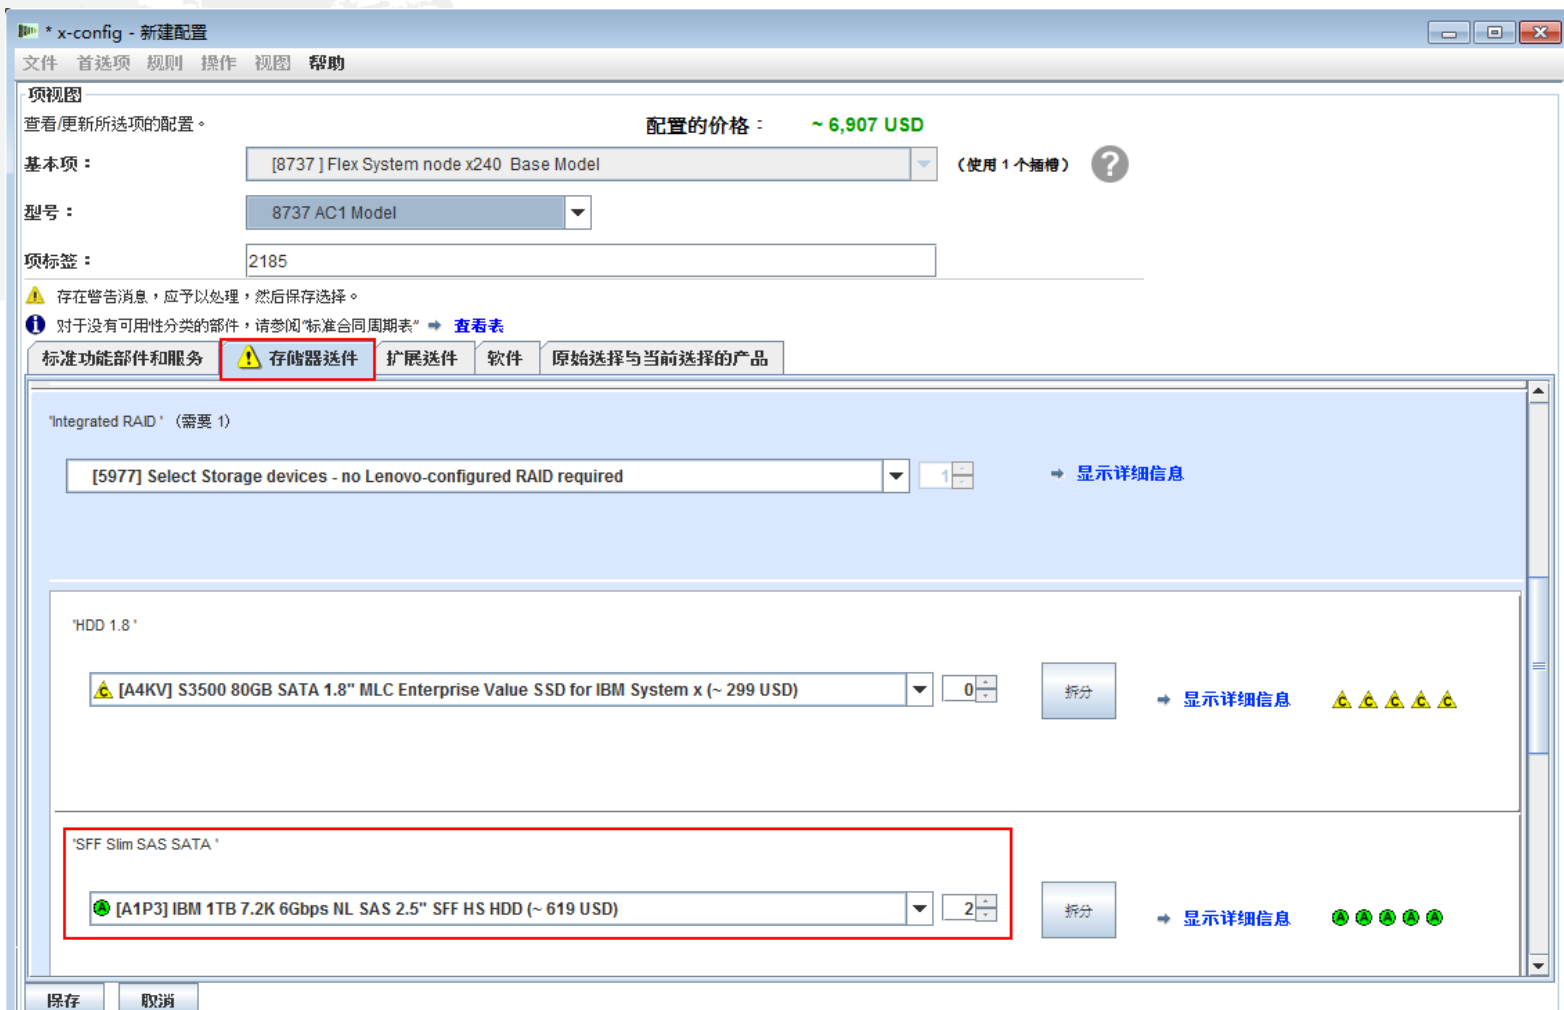 * x-config - 新建配置
文件 首选项 规则 操作 视图 帮助
项视图
查看/更新所选项的配置。
配置的价格： ~ 6,907 USD
基本项： [8737 ] Flex System node x240 Base Model （使用 1 个插槽） ?
型号： 8737 AC1 Model
项标签： 2185
存在警告消息，应予以处理，然后保存选择。
对于没有可用性分类的部件，请参阅“标准合同周期表” 查看表
标准功能部件和服务 存储器选件 扩展选件 软件 原始选择与当前选择的产品
'Integrated RAID ' （需要 1）
[5977] Select Storage devices - no Lenovo-configured RAID required 1 显示详细信息
'HDD 1.8 '
C [A4KV] S3500 80GB SATA 1.8" MLC Enterprise Value SSD for IBM System x (~ 299 USD) 0 拆分 显示详细信息 C C C C C
'SFF Slim SAS SATA '
A [A1P3] IBM 1TB 7.2K 6Gbps NL SAS 2.5" SFF HS HDD (~ 619 USD) 2 拆分 显示详细信息 A A A A A
保存 取消